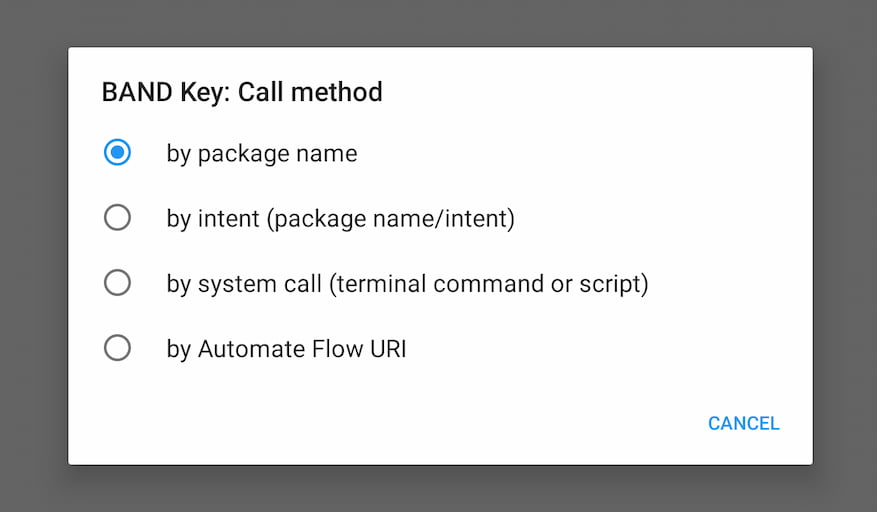 BAND Key: Call method
by package name
by intent (package name/intent)
by system call (terminal command or script)
by Automate Flow URI
CANCEL